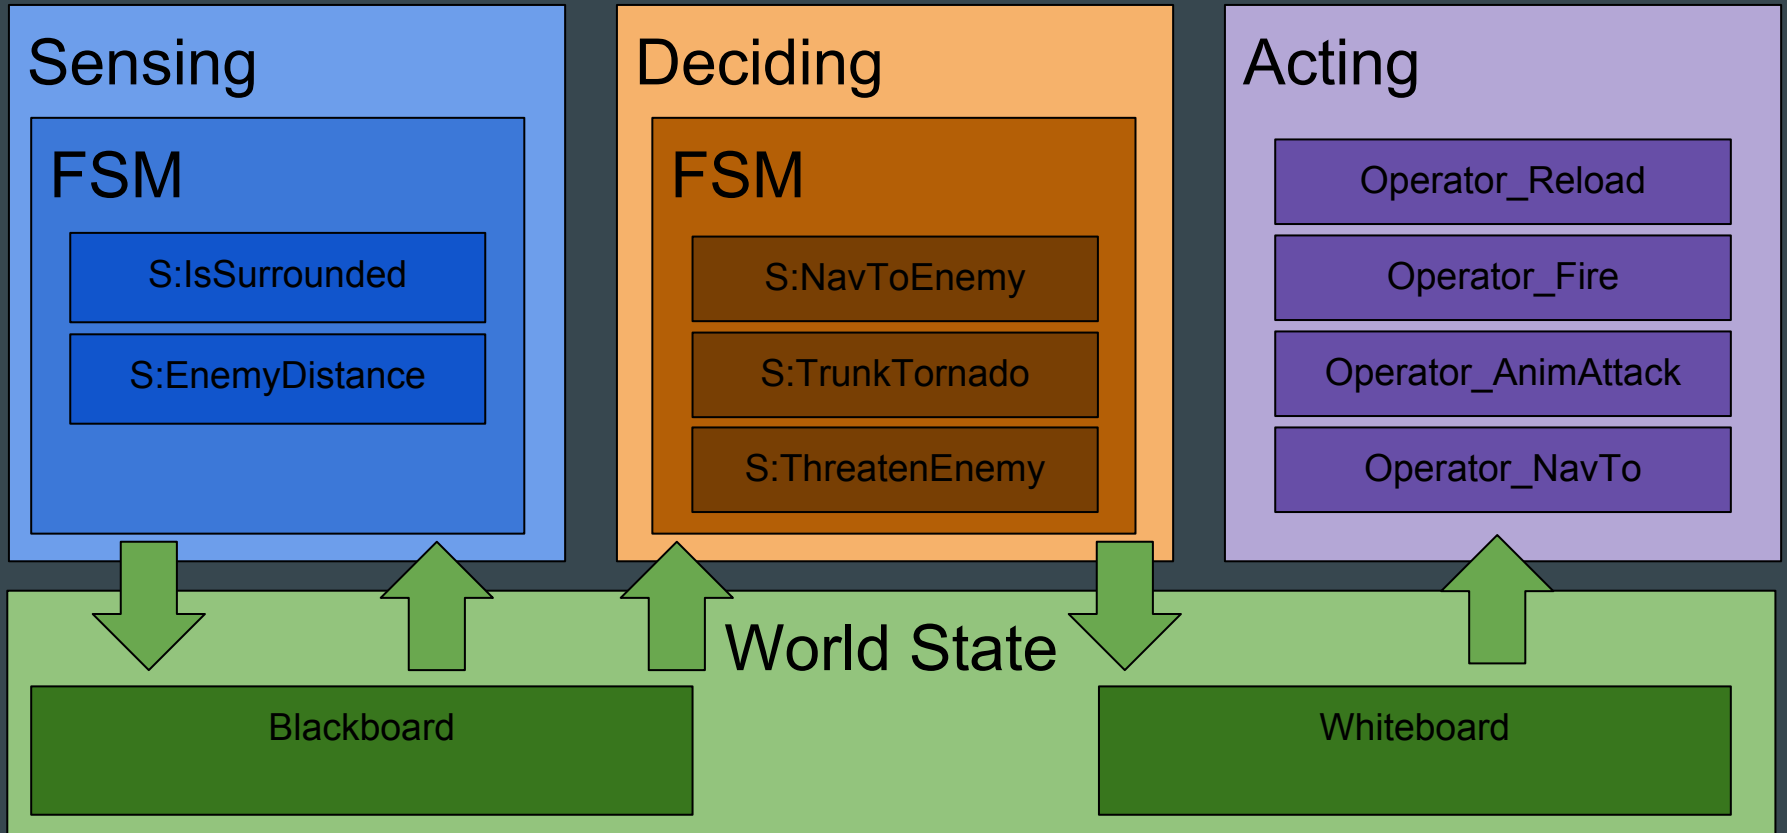 Sensing
FSM
S:IsSurrounded
S:EnemyDistance
Deciding
FSM
S:NavToEnemy
S:TrunkTornado
S:ThreatenEnemy
Acting
Operator_Reload
Operator_Fire
Operator_AnimAttack
Operator_NavTo
World State
Blackboard
Whiteboard